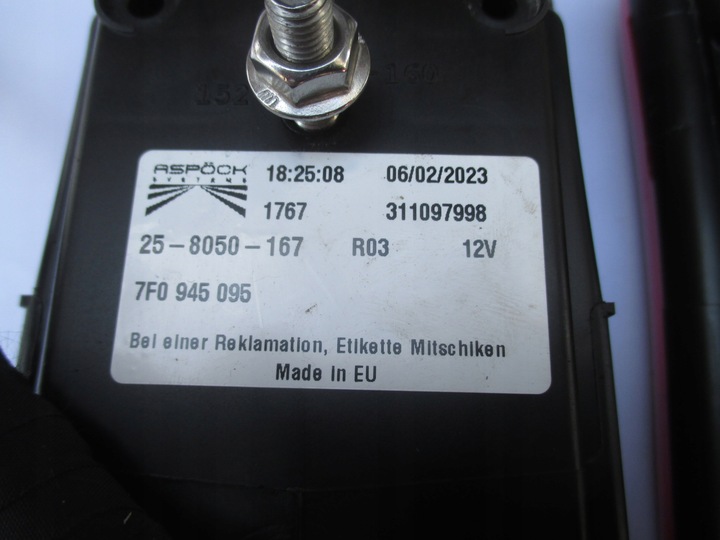 ASPÖCK
SYSTEMS
18:25:08 06/02/2023
1767 311097998
25-8050-167 R03 12V
7F0 945 095
Bei einer Reklamation, Etikette Mitschiken
Made in EU